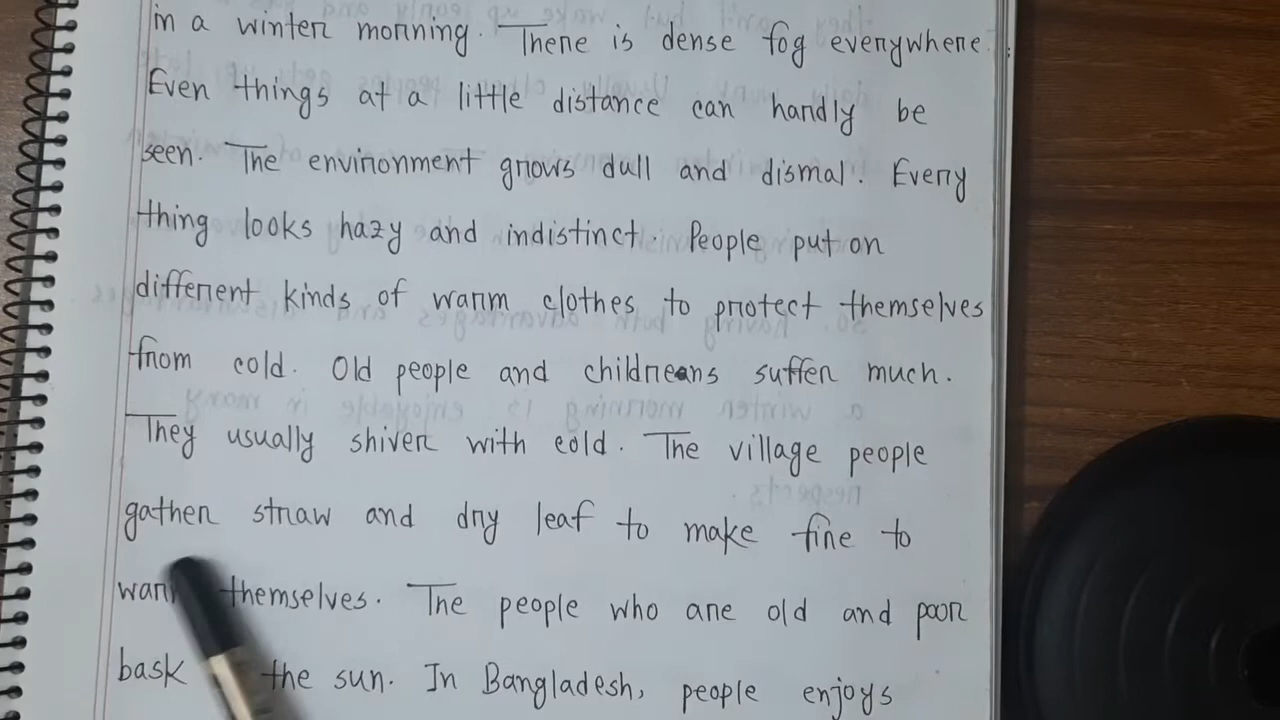 in a winter morning. There is dense fog everywhere.
Even things at a little distance can hardly be
seen. The environment grows dull and dismal. Every
thing looks hazy and indistinct. People put on
different kinds of warm clothes to protect themselves
from cold. Old people and childreans suffer much.
They usually shiver with cold. The village people
gather straw and dry leaf to make fire to
themselves. The people who are old and poor
bask the sun. In Bangladesh, people enjoys